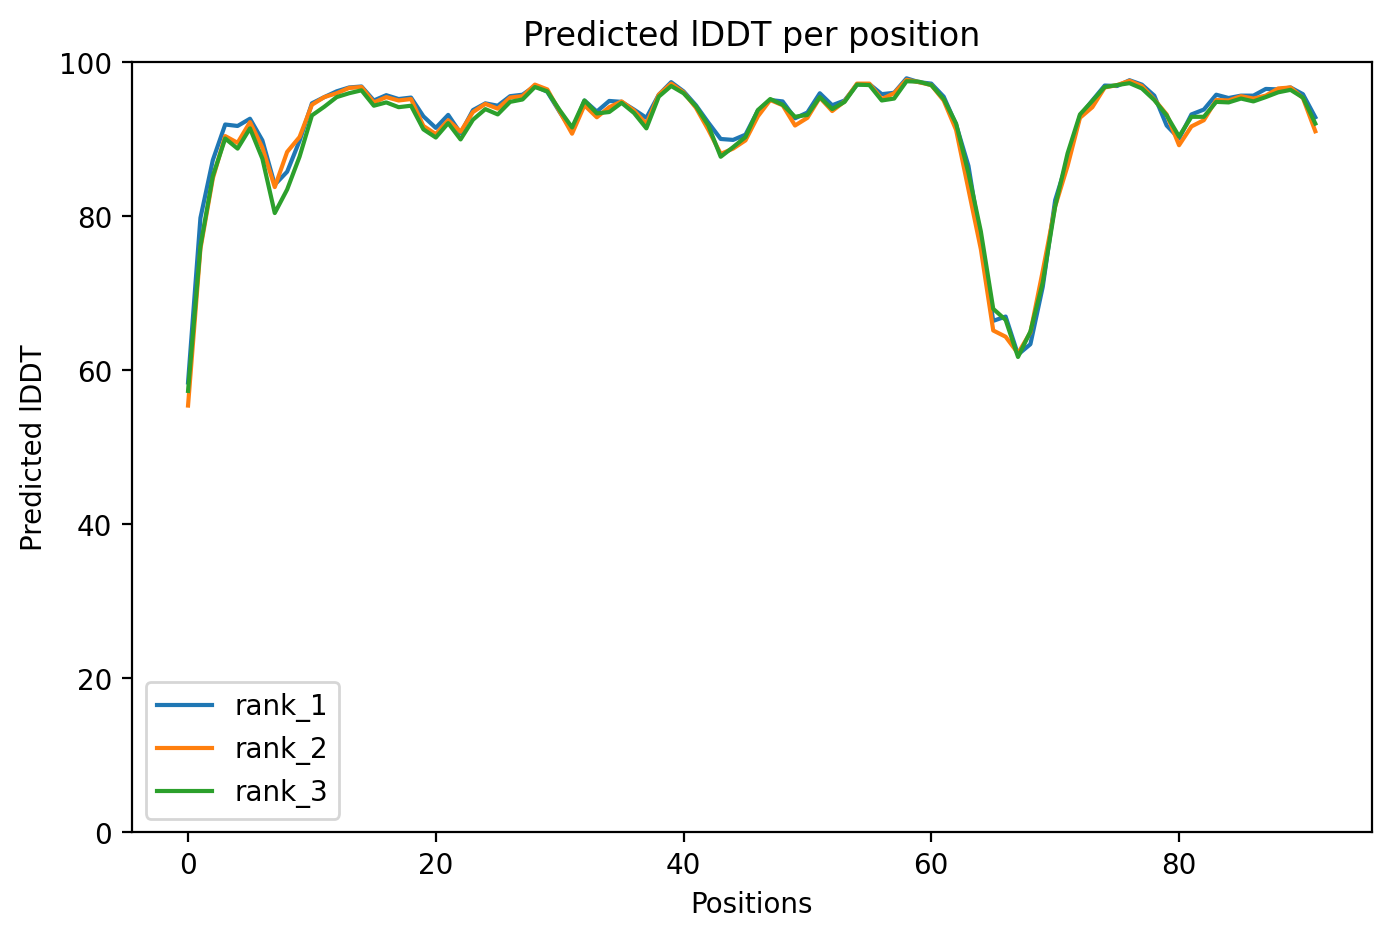 Predicted lDDT per position
100
80
60
40
20
0
Predicted lDDT
rank_1
rank_2
rank_3
0 20 40 60 80
Positions